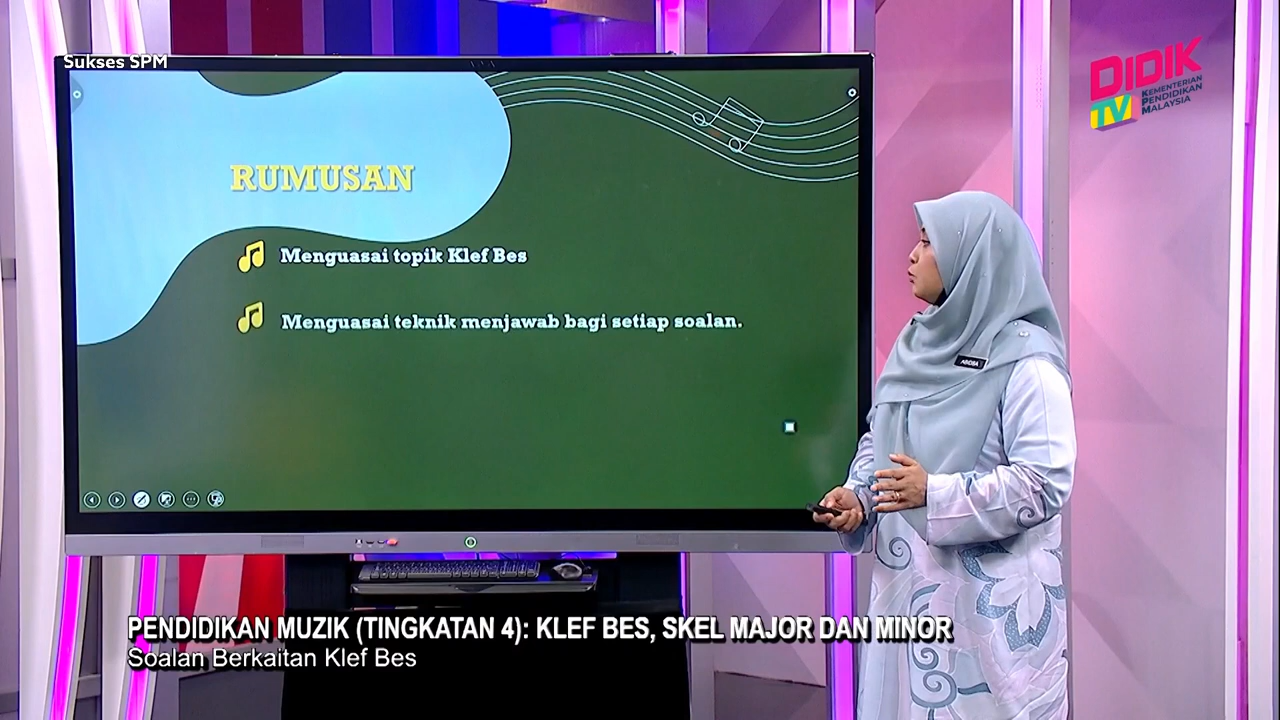 Sukses SPM
DIDIK
TV
KEMENTERIAN
PENDIDIKAN
MALAYSIA
RUMUSAN
Menguasai topik Klef Bes
Menguasai teknik menjawab bagi setiap soalan.
PENDIDIKAN MUZIK (TINGKATAN 4): KLEF BES, SKEL MAJOR DAN MINOR
Soalan Berkaitan Klef Bes